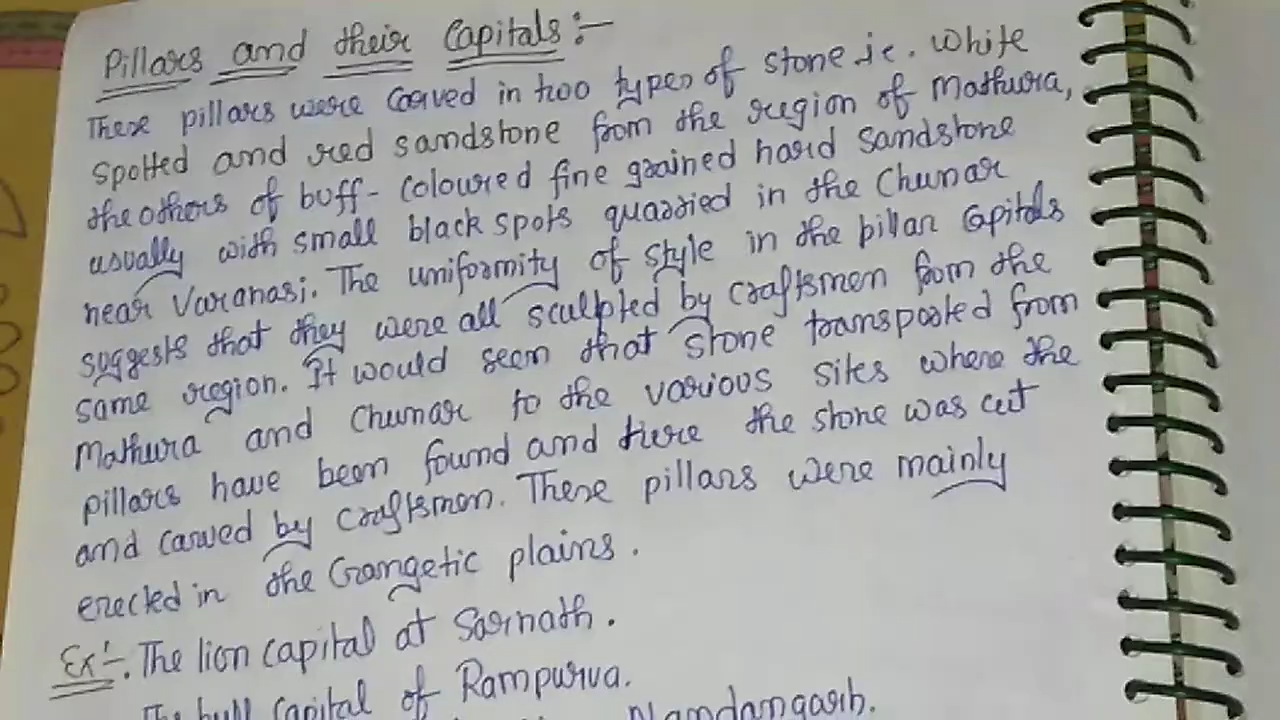 Pillars and their Capitals :-
These pillars were carved in two types of stone ie. White
spotted and red sandstone from the region of Mathura,
the others of buff- coloured fine grained hard sandstone
usually with small black spots quarried in the Chunar
near Varanasi. The uniformity of style in the pillar capitals
suggests that they were all sculpted by craftsmen from the
same region. It would seem that stone transported from
Mathura and Chunar to the various sites where the
pillars have been found and here the stone was cut
and carved by craftsmen. These pillars were mainly
erected in the Gangetic plains.
Ex:-. The lion capital at Sarnath.
The bull capital of Rampurva.
Nandangarh.